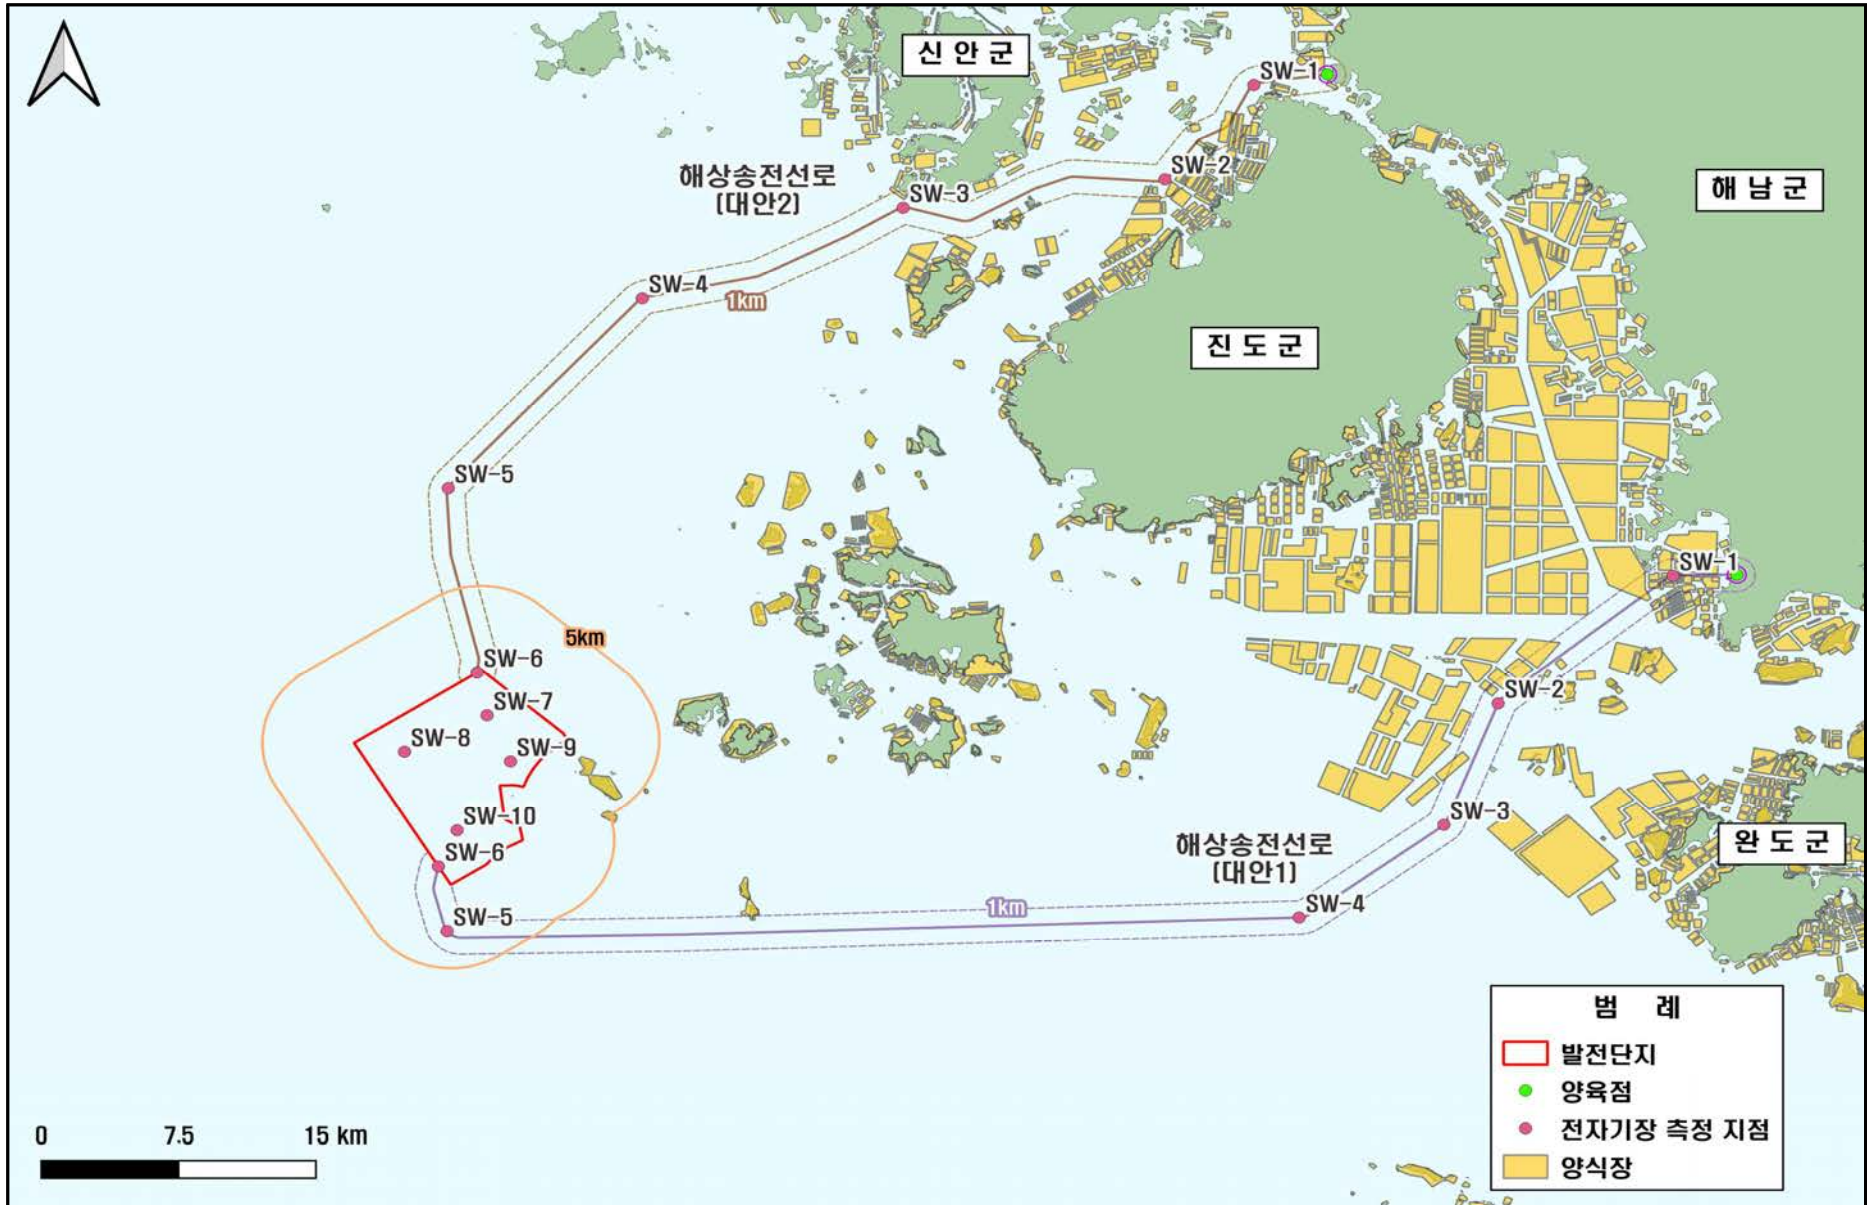 신 안 군
SW-1
SW-2
해상송전선로
(대안2)
SW-3
해 남 군
SW-4
1km
진 도 군
SW-5
SW-1
5km
SW-6
SW-2
SW-7
SW-8
SW-9
SW-10
SW-3
해상송전선로
(대안1)
완 도 군
SW-6
1km
SW-4
SW-5
범 례
발전단지
양육점
전자기장 측정 지점
양식장
0 7.5 15 km